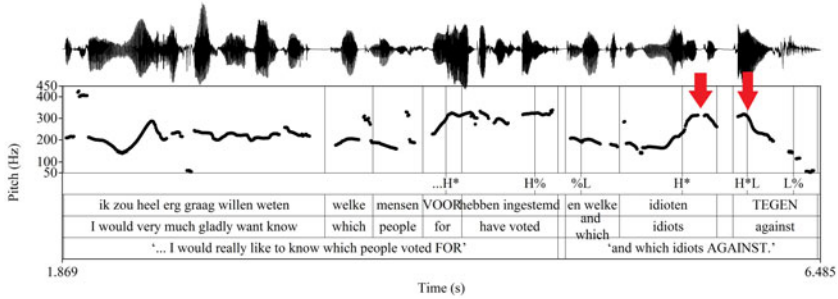 450
400
300
200
100
50
Pitch (Hz)
...H* H% %L H* H*L L%
ik zou heel erg graag willen weten welke mensen VOOR hebben ingestemd en welke idioten TEGEN
I would very much gladly want know which people for have voted and which idiots against
‘... I would really like to know which people voted FOR’ ‘and which idiots AGAINST.’
1.869 6.485
Time (s)